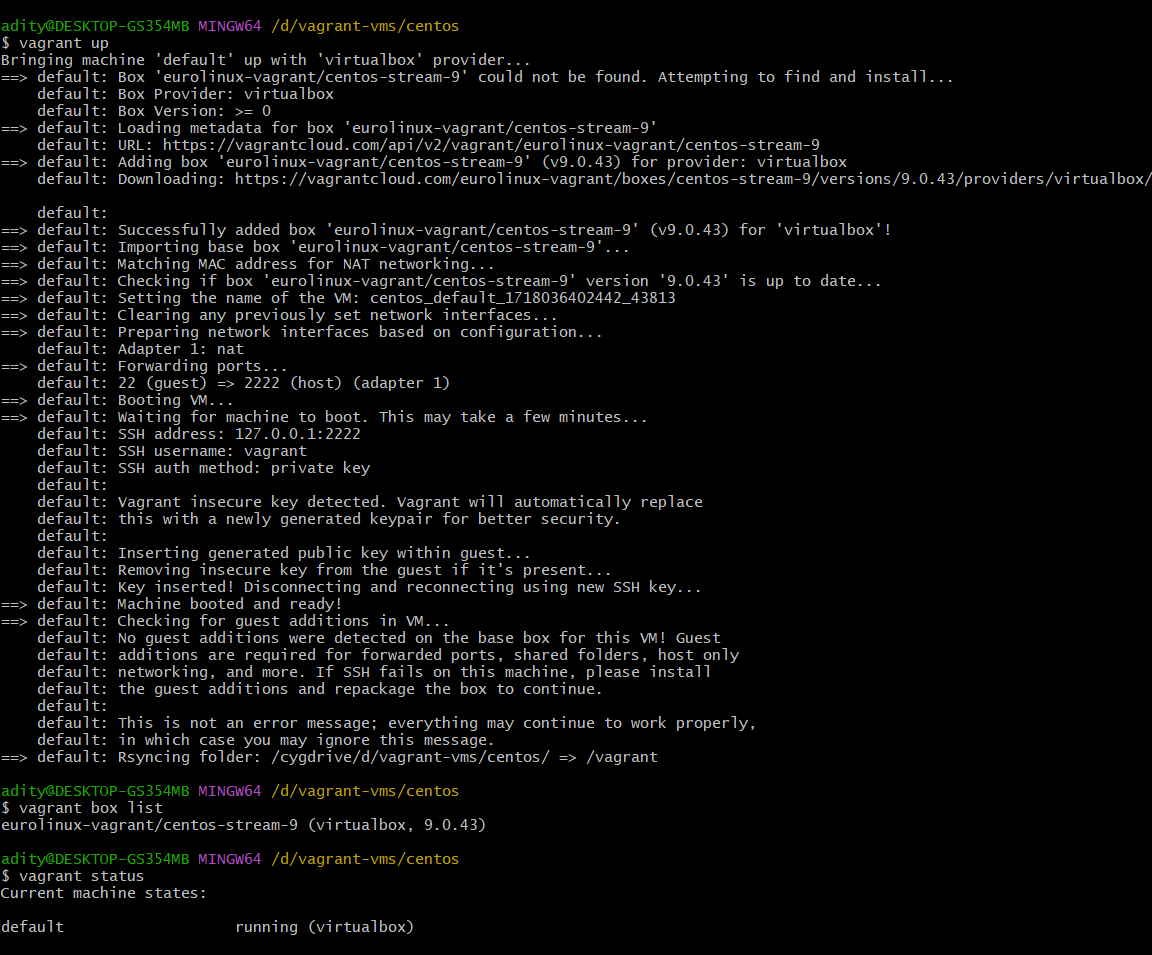 adity@DESKTOP-GS354MB MINGW64 /d/vagrant-vms/centos
$ vagrant up
Bringing machine 'default' up with 'virtualbox' provider...
==> default: Box 'eurolinux-vagrant/centos-stream-9' could not be found. Attempting to find and install...
    default: Box Provider: virtualbox
    default: Box Version: >= 0
==> default: Loading metadata for box 'eurolinux-vagrant/centos-stream-9'
    default: URL: https://vagrantcloud.com/api/v2/vagrant/eurolinux-vagrant/centos-stream-9
==> default: Adding box 'eurolinux-vagrant/centos-stream-9' (v9.0.43) for provider: virtualbox
    default: Downloading: https://vagrantcloud.com/eurolinux-vagrant/boxes/centos-stream-9/versions/9.0.43/providers/virtualbox/
    default:
==> default: Successfully added box 'eurolinux-vagrant/centos-stream-9' (v9.0.43) for 'virtualbox'!
==> default: Importing base box 'eurolinux-vagrant/centos-stream-9'...
==> default: Matching MAC address for NAT networking...
==> default: Checking if box 'eurolinux-vagrant/centos-stream-9' version '9.0.43' is up to date...
==> default: Setting the name of the VM: centos_default_1718036402442_43813
==> default: Clearing any previously set network interfaces...
==> default: Preparing network interfaces based on configuration...
    default: Adapter 1: nat
==> default: Forwarding ports...
    default: 22 (guest) => 2222 (host) (adapter 1)
==> default: Booting VM...
==> default: Waiting for machine to boot. This may take a few minutes...
    default: SSH address: 127.0.0.1:2222
    default: SSH username: vagrant
    default: SSH auth method: private key
    default:
    default: Vagrant insecure key detected. Vagrant will automatically replace
    default: this with a newly generated keypair for better security.
    default:
    default: Inserting generated public key within guest...
    default: Removing insecure key from the guest if it's present...
    default: Key inserted! Disconnecting and reconnecting using new SSH key...
==> default: Machine booted and ready!
==> default: Checking for guest additions in VM...
    default: No guest additions were detected on the base box for this VM! Guest
    default: additions are required for forwarded ports, shared folders, host only
    default: networking, and more. If SSH fails on this machine, please install
    default: the guest additions and repackage the box to continue.
    default:
    default: This is not an error message; everything may continue to work properly,
    default: in which case you may ignore this message.
==> default: Rsyncing folder: /cygdrive/d/vagrant-vms/centos/ => /vagrant
adity@DESKTOP-GS354MB MINGW64 /d/vagrant-vms/centos
$ vagrant box list
eurolinux-vagrant/centos-stream-9 (virtualbox, 9.0.43)
adity@DESKTOP-GS354MB MINGW64 /d/vagrant-vms/centos
$ vagrant status
Current machine states:
default                   running (virtualbox)